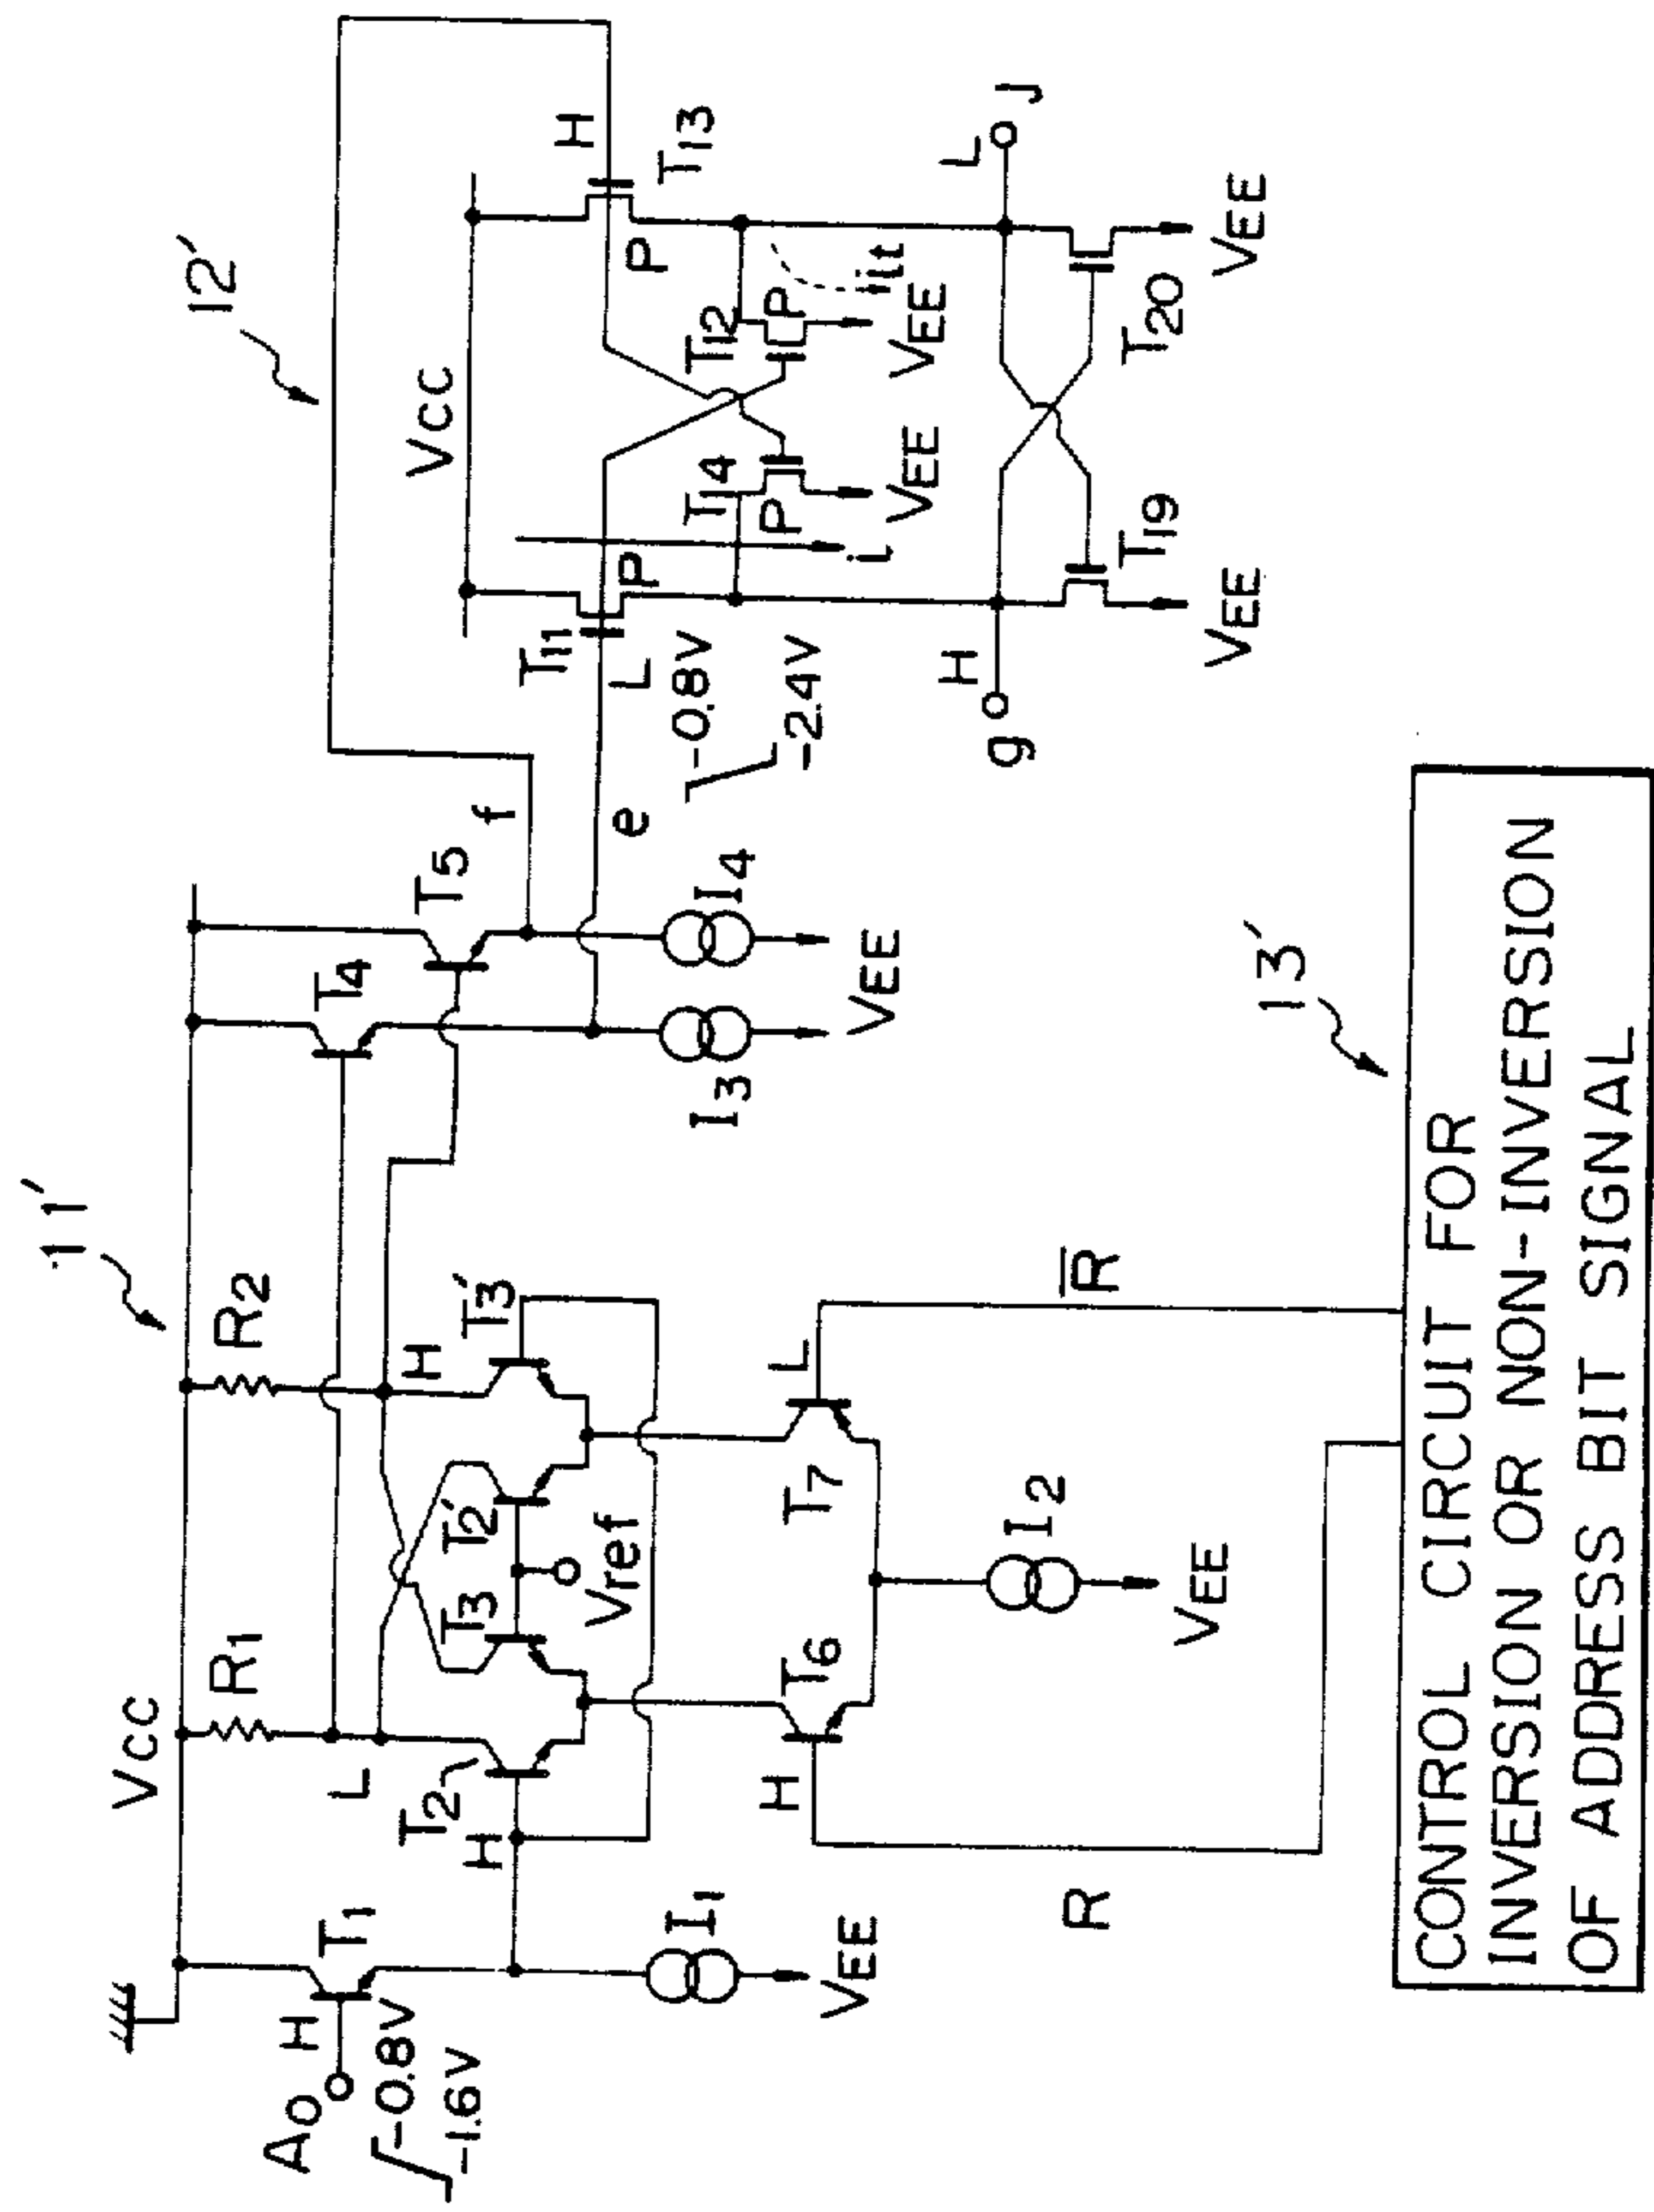 11'
12'
VCC
R1
R2
T4
T5
f
e
A0
H
-0.8V
-1.6V
T1
I1
VEE
H
L
T2
T3
T2'
T3'
H
Vref
H
T6
T7
L
I2
VEE
R
R̅
I3
I4
VEE
VCC
T11
P
L
-0.8V
-2.4V
i
T14
P
VEE
T12
P
VEE
it
H
T13
P
g
H
L
J
T19
VEE
T20
VEE
13'
CONTROL CIRCUIT FOR
INVERSION OR NON-INVERSION
OF ADDRESS BIT SIGNAL